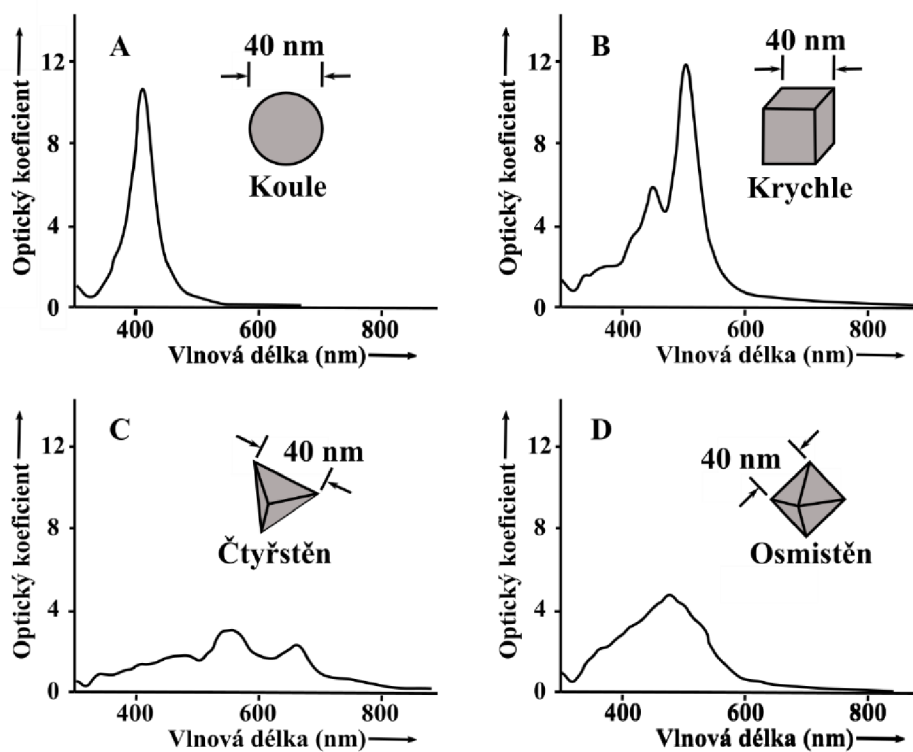 A
40 nm
Koule
Optický koeficient
12
8
4
0
400
600
800
Vlnová délka (nm)
B
40 nm
Krychle
Optický koeficient
12
8
4
0
400
600
800
Vlnová délka (nm)
C
40 nm
Čtyřstěn
Optický koeficient
12
8
4
0
400
600
800
Vlnová délka (nm)
D
40 nm
Osmistěn
Optický koeficient
12
8
4
0
400
600
800
Vlnová délka (nm)